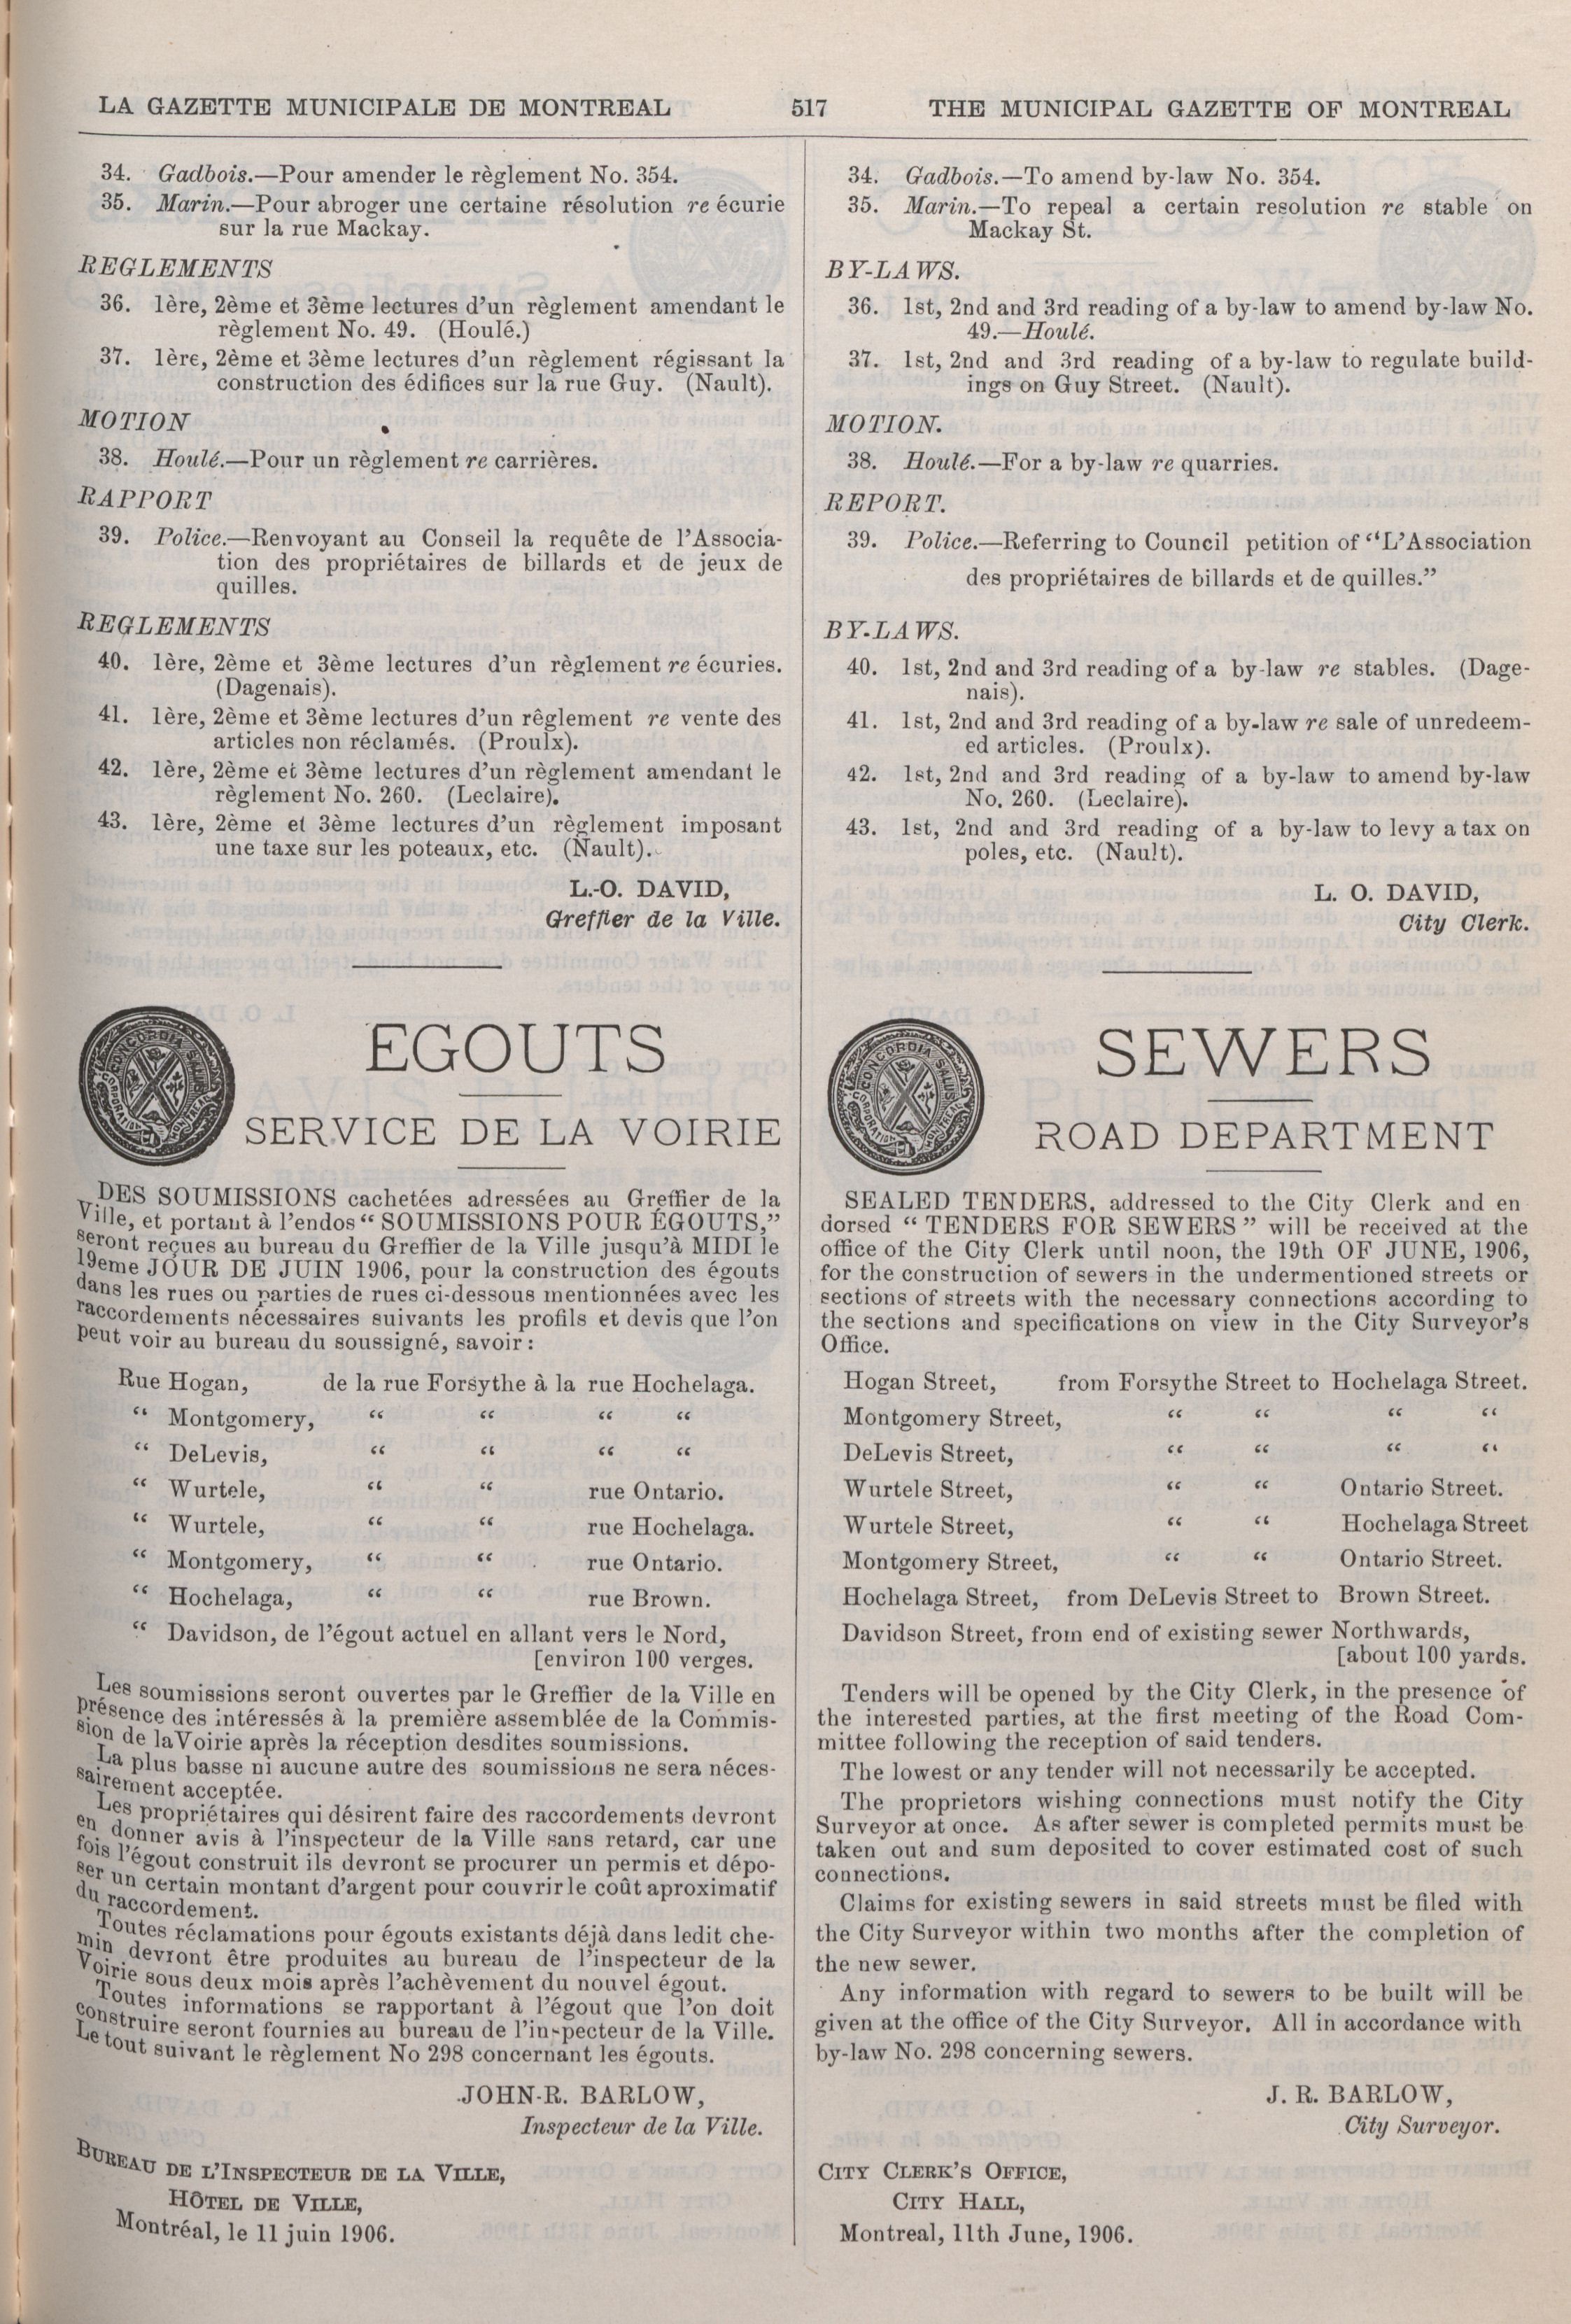 LA GAZETTE MUNICIPALE DE MONTREAL 517 THE MUNICIPAL GAZETTE OF MONTREAL
34. Gadbois.—Pour amender le règlement No. 354.
35. Marin.—Pour abroger une certaine résolution re écurie
sur la rue Mackay.
REGLEMENTS
36. 1ère, 2ème et 3ème lectures d'un règlement amendant le
règlement No. 49. (Houlé.)
37. 1ère, 2ème et 3ème lectures d'un règlement régissant la
construction des édifices sur la rue Guy. (Nault).
MOTION
38. Houlé.—Pour un règlement re carrières.
RAPPORT
39. Police.—Renvoyant au Conseil la requête de l'Associa-
tion des propriétaires de billards et de jeux de
quilles.
REGLEMENTS
40. 1ère, 2ème et 3ème lectures d'un règlement re écuries.
(Dagenais).
41. 1ère, 2ème et 3ème lectures d'un rêglement re vente des
articles non réclamés. (Proulx).
42. 1ère, 2ème et 3ème lectures d'un règlement amendant le
règlement No. 260. (Leclaire).
43. 1ère, 2ème et 3ème lectures d'un règlement imposant
une taxe sur les poteaux, etc. (Nault).
L.-O. DAVID,
Greffier de la Ville.
CONCORDIA SALUS
CORPORATION MONTREAL
EGOUTS
SERVICE DE LA VOIRIE
DES SOUMISSIONS cachetées adressées au Greffier de la
Ville, et portant à l'endos “ SOUMISSIONS POUR ÉGOUTS,”
seront reçues au bureau du Greffier de la Ville jusqu'à MIDI le
19eme JOUR DE JUIN 1906, pour la construction des égouts
dans les rues ou parties de rues ci-dessous mentionnées avec les
raccordements nécessaires suivants les profils et devis que l'on
peut voir au bureau du soussigné, savoir :
Rue Hogan, de la rue Forsythe à la rue Hochelaga.
“ Montgomery, “ “ “ “
“ DeLevis, “ “ “ “
“ Wurtele, “ “ rue Ontario.
“ Wurtele, “ “ rue Hochelaga.
“ Montgomery, “ “ rue Ontario.
“ Hochelaga, “ “ rue Brown.
“ Davidson, de l'égout actuel en allant vers le Nord,
[environ 100 verges.
Les soumissions seront ouvertes par le Greffier de la Ville en
présence des intéressés à la première assemblée de la Commis-
sion de la Voirie après la réception desdites soumissions.
La plus basse ni aucune autre des soumissions ne sera néces-
sairement acceptée.
Les propriétaires qui désirent faire des raccordements devront
en donner avis à l'inspecteur de la Ville sans retard, car une
fois l'égout construit ils devront se procurer un permis et dépo-
ser un certain montant d'argent pour couvrir le coût aproximatif
du raccordement.
Toutes réclamations pour égouts existants déjà dans ledit che-
min devront être produites au bureau de l'inspecteur de la
Voirie sous deux mois après l'achèvement du nouvel égout.
Toutes informations se rapportant à l'égout que l'on doit
construire seront fournies au bureau de l'inspecteur de la Ville.
Le tout suivant le règlement No 298 concernant les égouts.
JOHN-R. BARLOW,
Inspecteur de la Ville.
BUREAU DE L'INSPECTEUR DE LA VILLE,
HÔTEL DE VILLE,
Montréal, le 11 juin 1906.
34. Gadbois.—To amend by-law No. 354.
35. Marin.—To repeal a certain resolution re stable on
Mackay St.
BY-LAWS.
36. 1st, 2nd and 3rd reading of a by-law to amend by-law No.
49.—Houlé.
37. 1st, 2nd and 3rd reading of a by-law to regulate build-
ings on Guy Street. (Nault).
MOTION.
38. Houlé.—For a by-law re quarries.
REPORT.
39. Police.—Referring to Council petition of “L'Association
des propriétaires de billards et de quilles.”
BY-LAWS.
40. 1st, 2nd and 3rd reading of a by-law re stables. (Dage-
nais).
41. 1st, 2nd and 3rd reading of a by-law re sale of unredeem-
ed articles. (Proulx).
42. 1st, 2nd and 3rd reading of a by-law to amend by-law
No. 260. (Leclaire).
43. 1st, 2nd and 3rd reading of a by-law to levy a tax on
poles, etc. (Nault).
L. O. DAVID,
City Clerk.
CONCORDIA SALUS
CORPORATION MONTREAL
SEWERS
ROAD DEPARTMENT
SEALED TENDERS, addressed to the City Clerk and en
dorsed “ TENDERS FOR SEWERS ” will be received at the
office of the City Clerk until noon, the 19th OF JUNE, 1906,
for the construction of sewers in the undermentioned streets or
sections of streets with the necessary connections according to
the sections and specifications on view in the City Surveyor's
Office.
Hogan Street, from Forsythe Street to Hochelaga Street.
Montgomery Street, “ “ “ “
DeLevis Street, “ “ “ “
Wurtele Street, “ “ Ontario Street.
Wurtele Street, “ “ Hochelaga Street
Montgomery Street, “ “ Ontario Street.
Hochelaga Street, from DeLevis Street to Brown Street.
Davidson Street, from end of existing sewer Northwards,
[about 100 yards.
Tenders will be opened by the City Clerk, in the presence of
the interested parties, at the first meeting of the Road Com-
mittee following the reception of said tenders.
The lowest or any tender will not necessarily be accepted.
The proprietors wishing connections must notify the City
Surveyor at once. As after sewer is completed permits must be
taken out and sum deposited to cover estimated cost of such
connections.
Claims for existing sewers in said streets must be filed with
the City Surveyor within two months after the completion of
the new sewer.
Any information with regard to sewers to be built will be
given at the office of the City Surveyor. All in accordance with
by-law No. 298 concerning sewers.
J. R. BARLOW,
City Surveyor.
CITY CLERK'S OFFICE,
CITY HALL,
Montreal, 11th June, 1906.